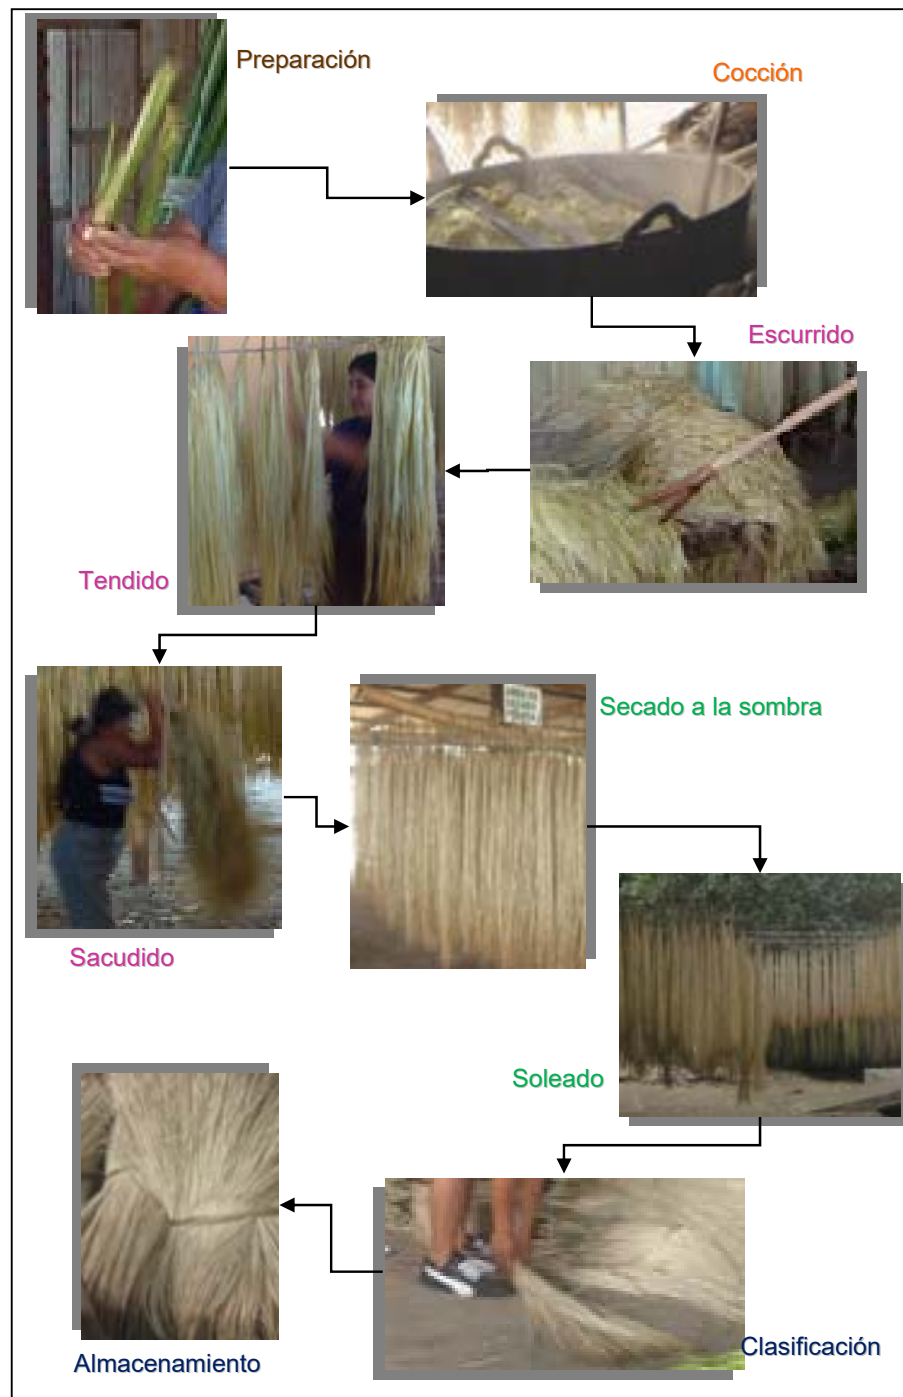 Preparación
Cocción
Escurrido
Tendido
Sacudido
Secado a la sombra
Soleado
Clasificación
Almacenamiento